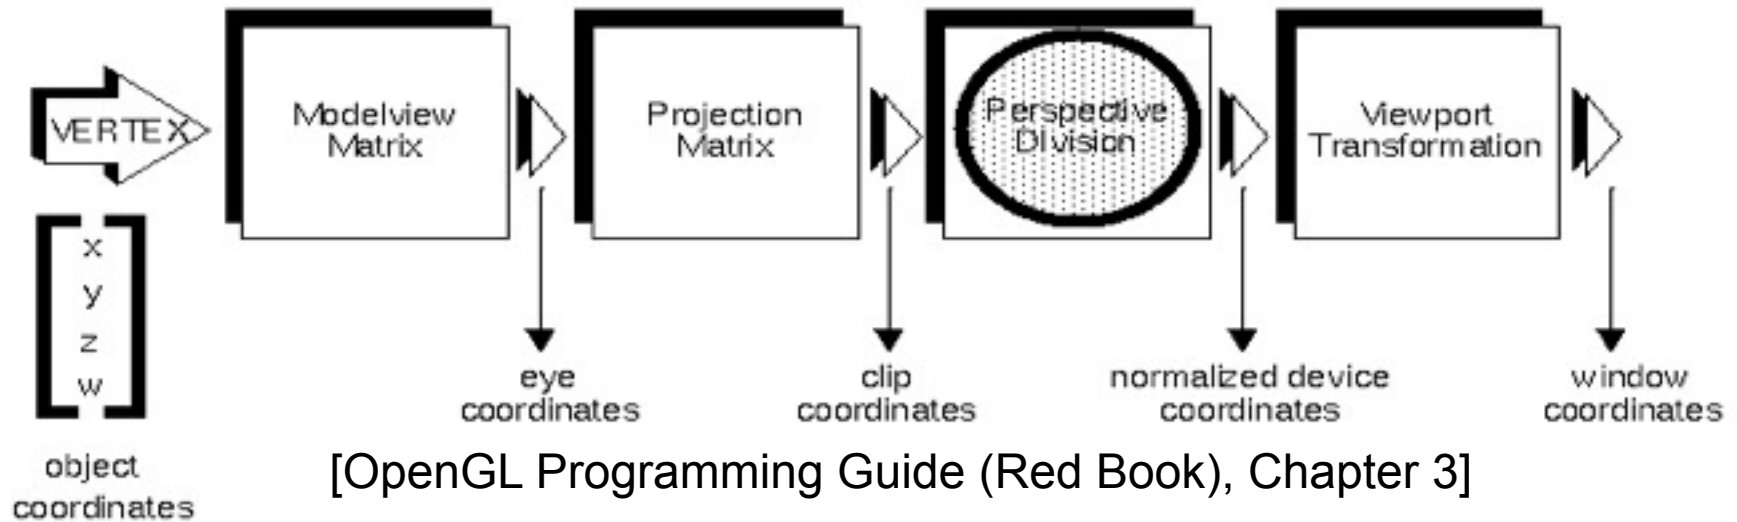 VERTEX
Modelview
Matrix
Projection
Matrix
Perspective
Division
Viewport
Transformation
x
y
z
w
object
coordinates
eye
coordinates
clip
coordinates
normalized device
coordinates
window
coordinates
[OpenGL Programming Guide (Red Book), Chapter 3]